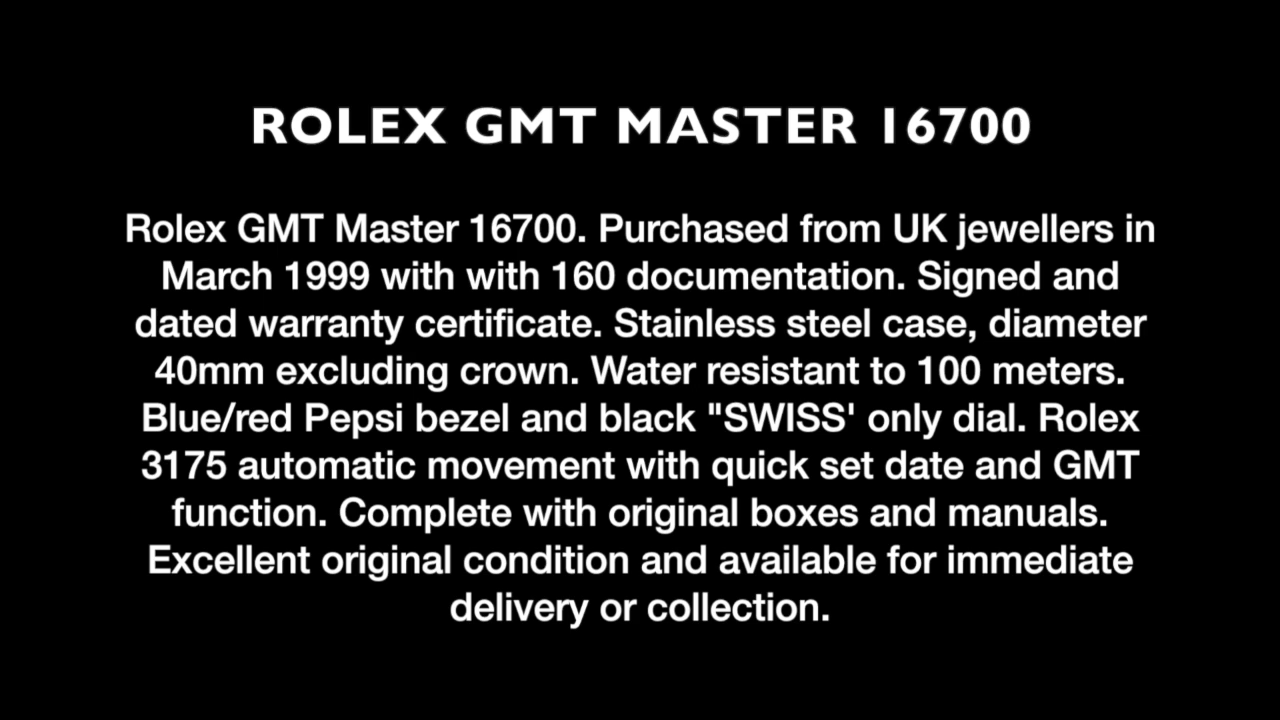 ROLEX GMT MASTER 16700
Rolex GMT Master 16700. Purchased from UK jewellers in
March 1999 with with 160 documentation. Signed and
dated warranty certificate. Stainless steel case, diameter
40mm excluding crown. Water resistant to 100 meters.
Blue/red Pepsi bezel and black "SWISS' only dial. Rolex
3175 automatic movement with quick set date and GMT
function. Complete with original boxes and manuals.
Excellent original condition and available for immediate
delivery or collection.